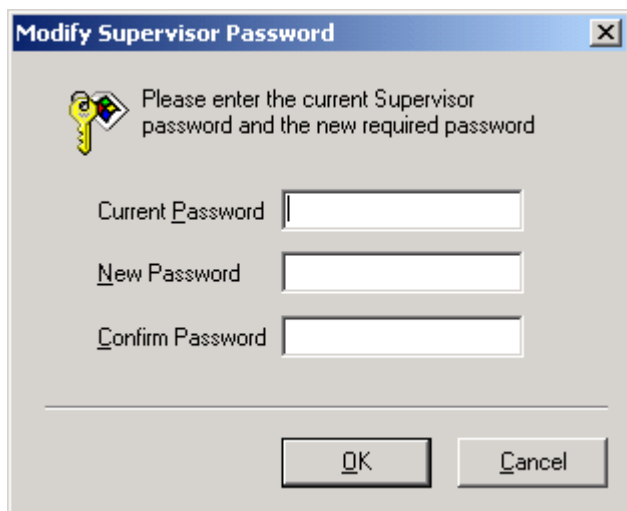 Modify Supervisor Password
Please enter the current Supervisor
password and the new required password
Current Password
New Password
Confirm Password
OK
Cancel